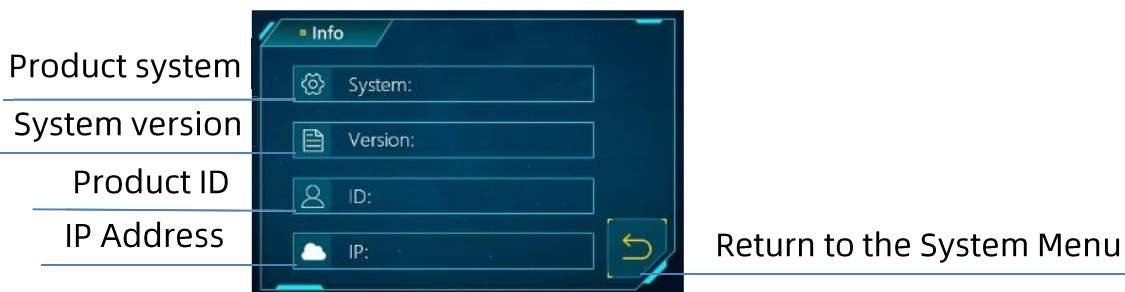 Info
Product system
System:
System version
Version:
Product ID
ID:
IP Address
IP:
Return to the System Menu